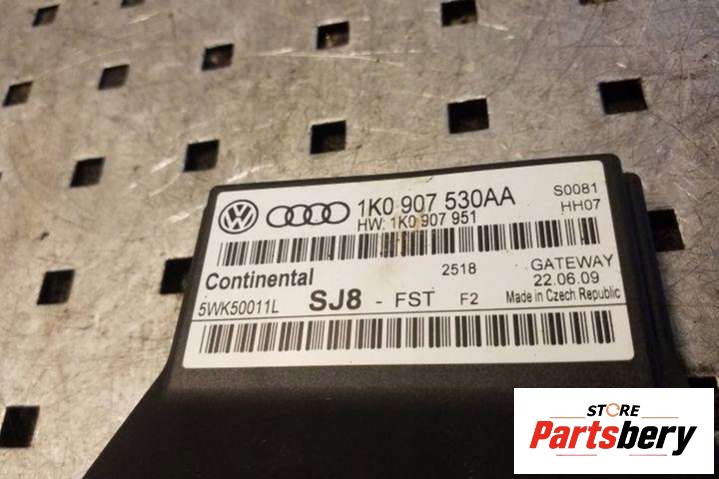 1K0 907 530AA
S0081
HW: 1K0 907 951
HH07
Continental
2518
GATEWAY
22.06.09
5WK50011L
SJ8 - FST F2
Made in Czech Republic
STORE
Partsbery